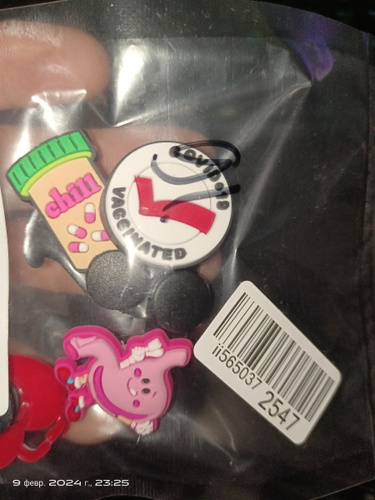 chill
COVID-19
VACCINATED
ii565037 2547
9 февр. 2024 г., 23:25